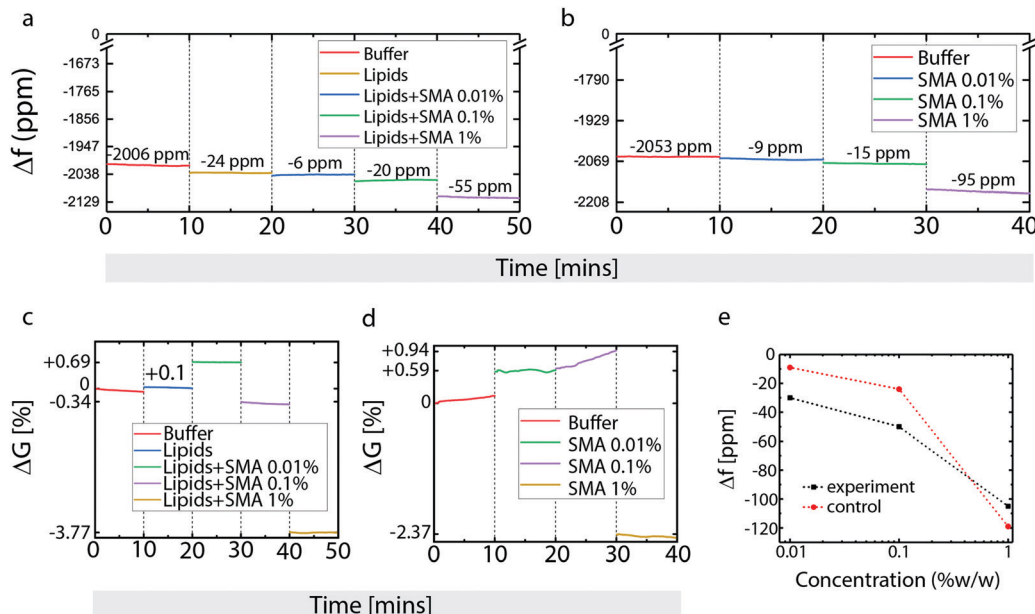 a
Δf (ppm)
0
-1673
-1765
-1856
-1947
-2038
-2129
Buffer
Lipids
Lipids+SMA 0.01%
Lipids+SMA 0.1%
Lipids+SMA 1%
-2006 ppm
-24 ppm
-6 ppm
-20 ppm
-55 ppm
0 10 20 30 40 50
b
0
-1790
-1929
-2069
-2208
Buffer
SMA 0.01%
SMA 0.1%
SMA 1%
-2053 ppm
-9 ppm
-15 ppm
-95 ppm
0 10 20 30 40
Time [mins]
c
ΔG [%]
+0.69
0
-0.34
-3.77
+0.1
Buffer
Lipids
Lipids+SMA 0.01%
Lipids+SMA 0.1%
Lipids+SMA 1%
0 10 20 30 40 50
d
ΔG [%]
+0.94
+0.59
0
-2.37
Buffer
SMA 0.01%
SMA 0.1%
SMA 1%
0 10 20 30 40
Time [mins]
e
Δf [ppm]
0
-20
-40
-60
-80
-100
-120
experiment
control
0.01 0.1 1
Concentration (%w/w)